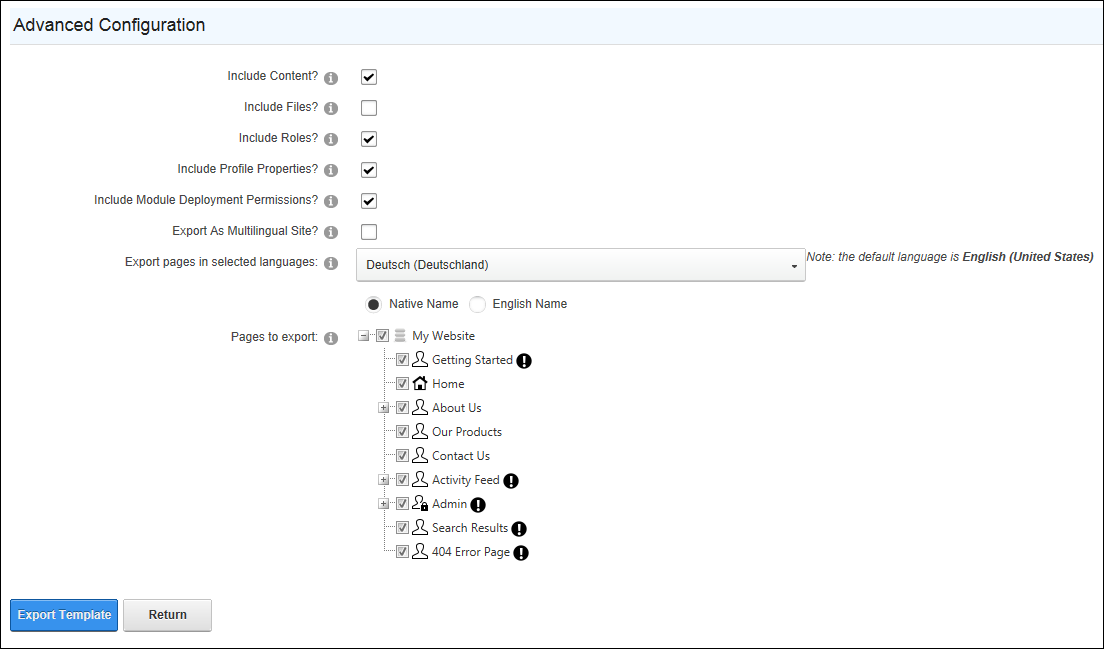 Advanced Configuration
Include Content?
Include Files?
Include Roles?
Include Profile Properties?
Include Module Deployment Permissions?
Export As Multilingual Site?
Export pages in selected languages:
Deutsch (Deutschland)
Note: the default language is English (United States)
Native Name
English Name
Pages to export:
My Website
Getting Started
Home
About Us
Our Products
Contact Us
Activity Feed
Admin
Search Results
404 Error Page
Export Template
Return